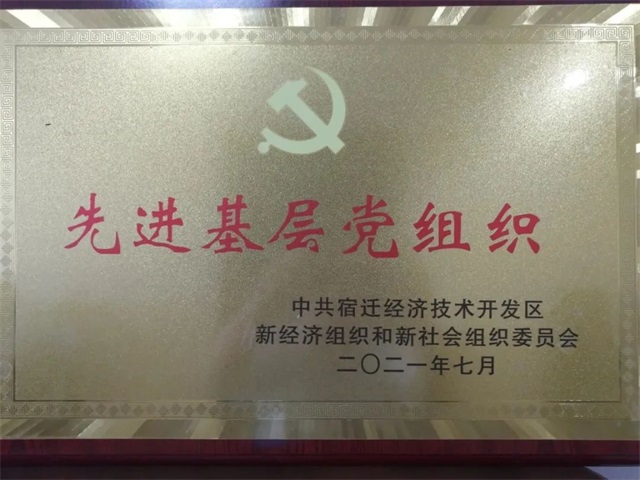 先进基层党组织
中共宿迁经济技术开发区
新经济组织和新社会组织委员会
二〇二一年七月